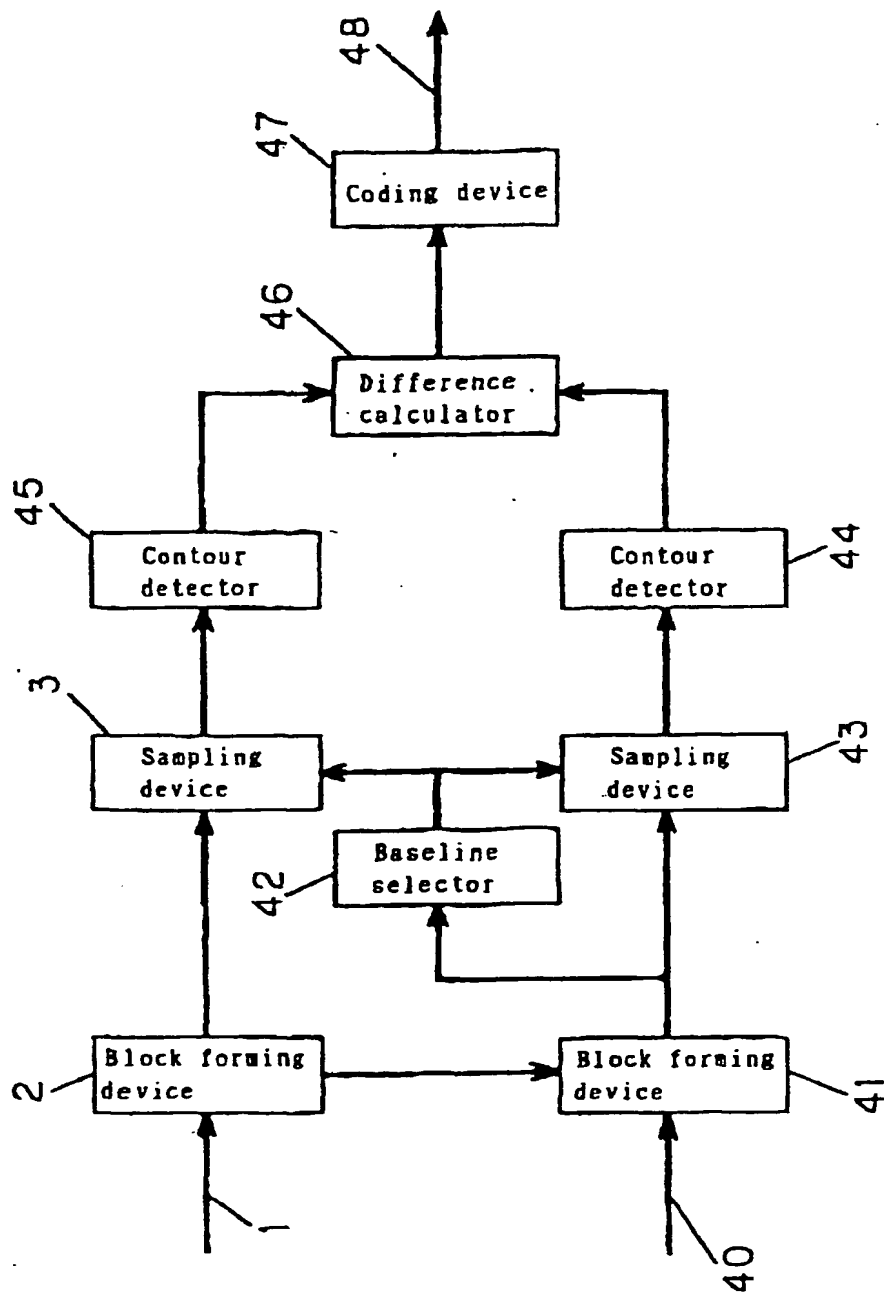 48
47
Coding device
46
Difference
calculator
45
Contour
detector
Contour
detector
44
3
Sampling
device
Sampling
device
43
42
Baseline
selector
2
Block forming
device
Block forming
device
41
1
40